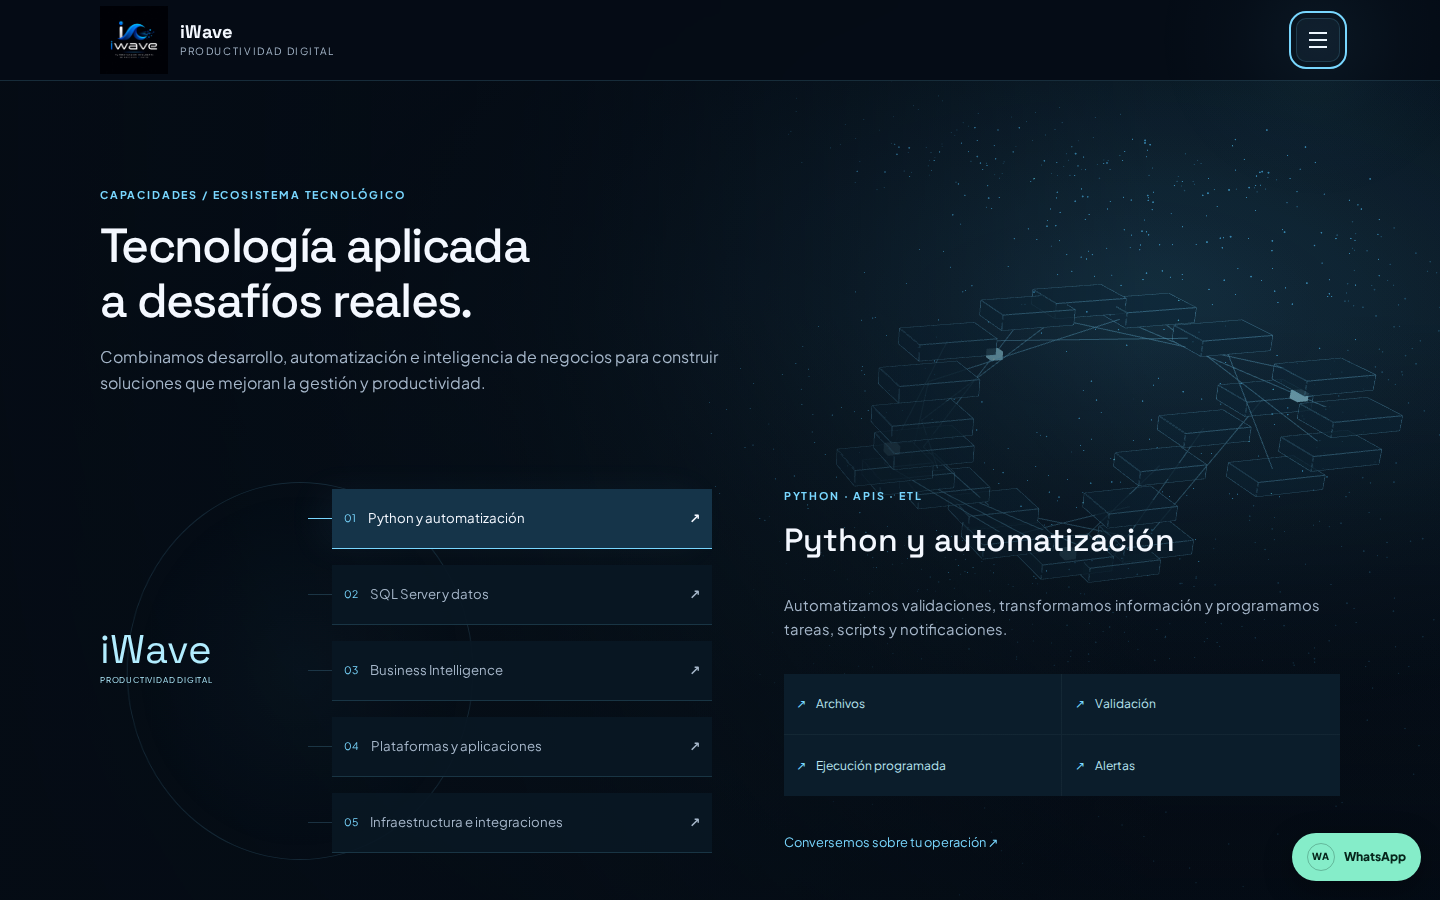 iwave
iWave
PRODUCTIVIDAD DIGITAL
CAPACIDADES / ECOSISTEMA TECNOLÓGICO
Tecnología aplicada
a desafíos reales.
Combinamos desarrollo, automatización e inteligencia de negocios para construir
soluciones que mejoran la gestión y productividad.
iWave
PRODUCTIVIDAD DIGITAL
01 Python y automatización ↗
02 SQL Server y datos ↗
03 Business Intelligence ↗
04 Plataformas y aplicaciones ↗
05 Infraestructura e integraciones ↗
PYTHON · APIS · ETL
Python y automatización
Automatizamos validaciones, transformamos información y programamos
tareas, scripts y notificaciones.
↗ Archivos
↗ Validación
↗ Ejecución programada
↗ Alertas
Conversemos sobre tu operación ↗
WA WhatsApp